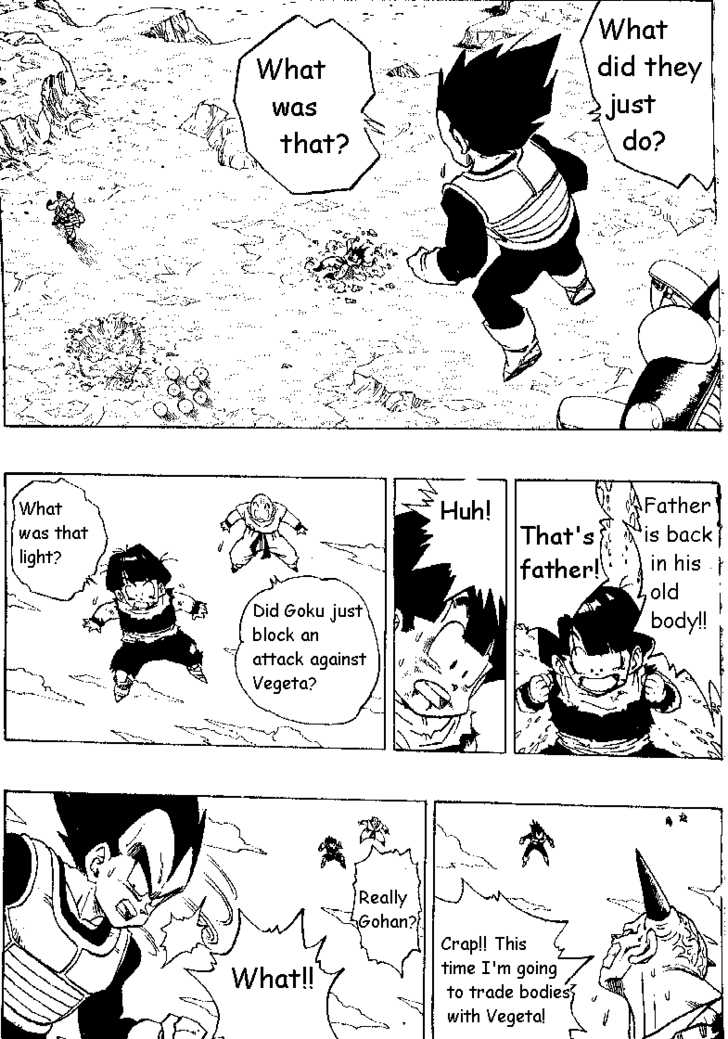 What
was
that?
What
did they
just
do?
What
was that
light?
Did Goku just
block an
attack against
Vegeta?
Huh!
That's
father!
Father
is back
in his
old
body!!
What!!
Really
Gohan?
Crap!! This
time I'm going
to trade bodies
with Vegeta!